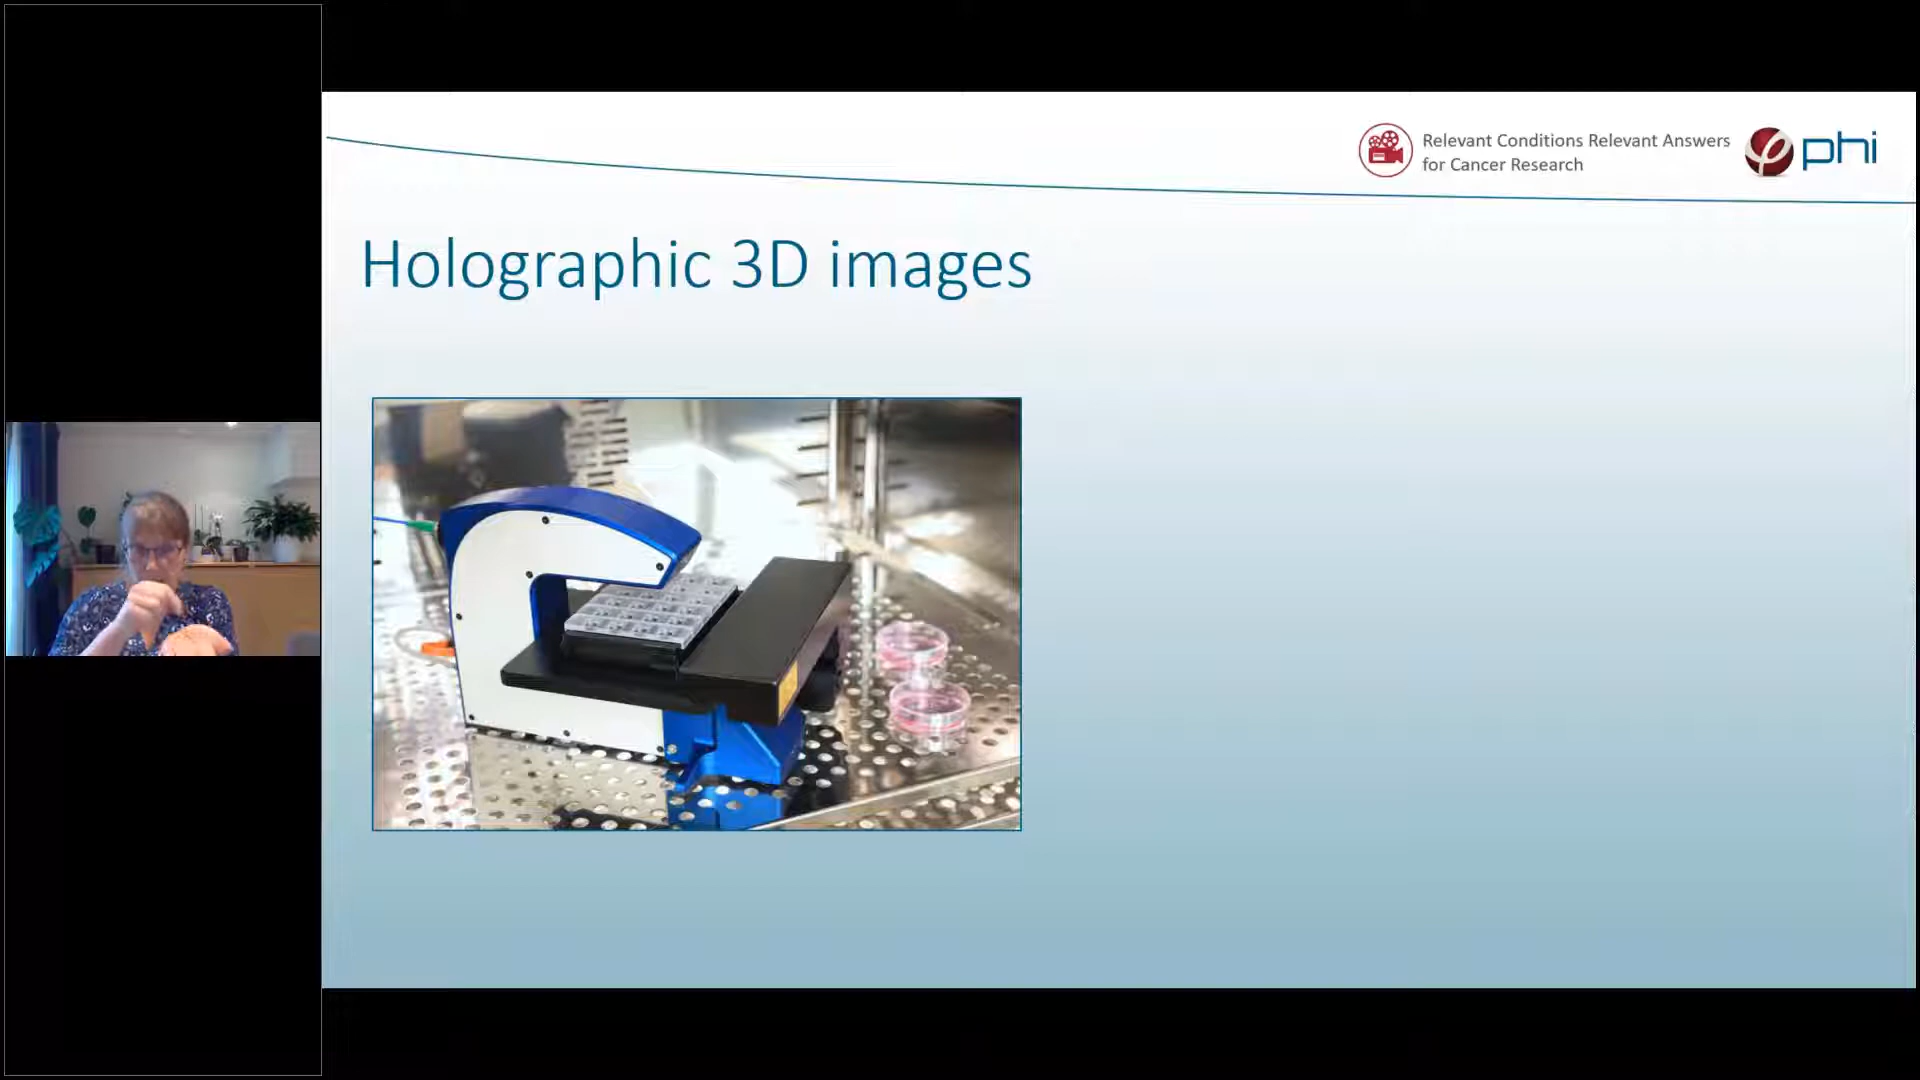 Relevant Conditions Relevant Answers
for Cancer Research
phi
Holographic 3D images